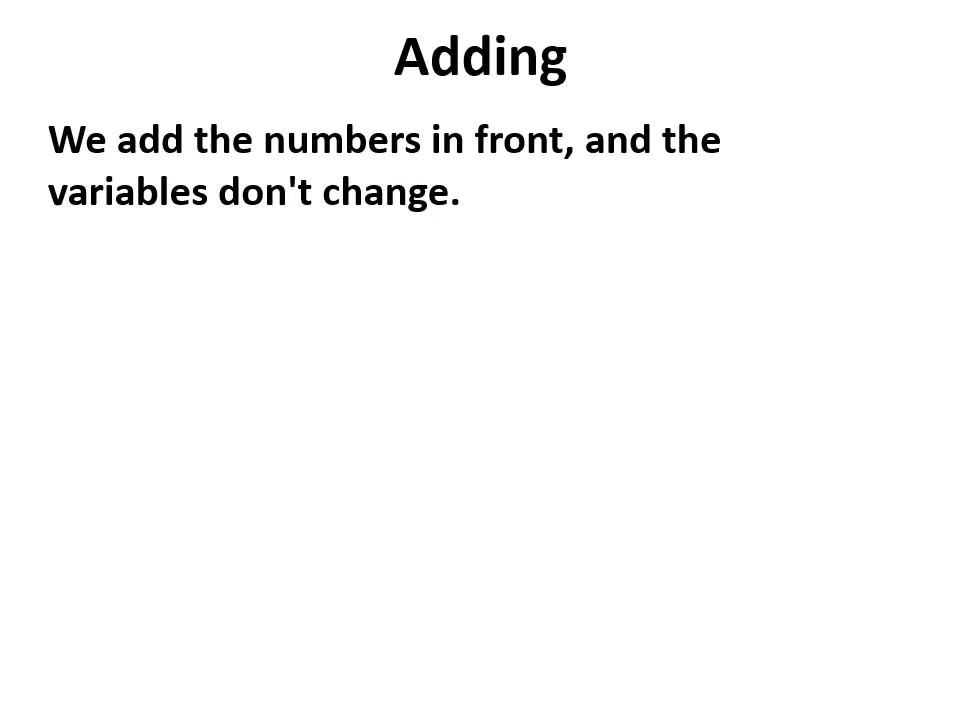 Adding
We add the numbers in front, and the
variables don't change.